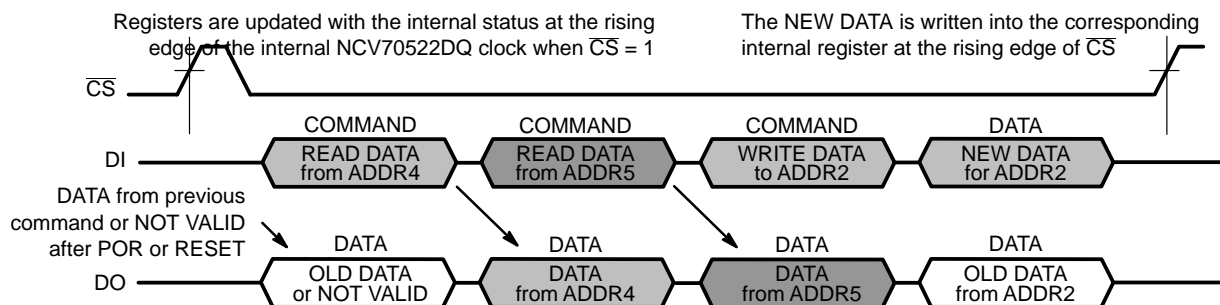 Registers are updated with the internal status at the rising
edge of the internal NCV70522DQ clock when CS = 1
The NEW DATA is written into the corresponding
internal register at the rising edge of CS
CS
COMMAND
COMMAND
COMMAND
DATA
DI
READ DATA
from ADDR4
READ DATA
from ADDR5
WRITE DATA
to ADDR2
NEW DATA
for ADDR2
DATA from previous
command or NOT VALID
after POR or RESET
DATA
DATA
DATA
DATA
DO
OLD DATA
or NOT VALID
DATA
from ADDR4
DATA
from ADDR5
OLD DATA
from ADDR2